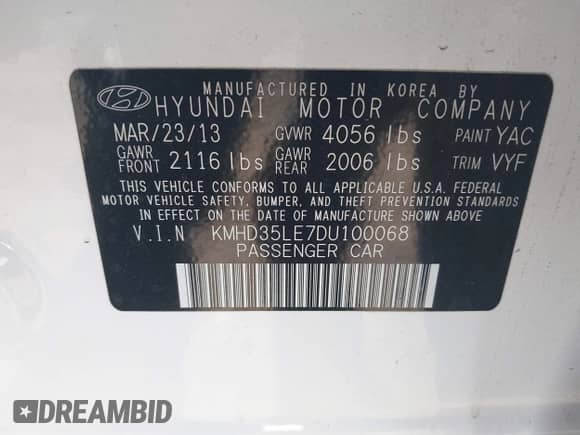 MANUFACTURED IN KOREA BY
HYUNDAI MOTOR COMPANY
MAR/23/13 GVWR 4056 lbs PAINT YAC
GAWR FRONT 2116 lbs GAWR REAR 2006 lbs TRIM VYF
THIS VEHICLE CONFORMS TO ALL APPLICABLE U.S.A. FEDERAL
MOTOR VEHICLE SAFETY, BUMPER, AND THEFT PREVENTION STANDARDS
IN EFFECT ON THE DATE OF MANUFACTURE SHOWN ABOVE
V.I.N KMHD35LE7DU100068
PASSENGER CAR
DREAMBID